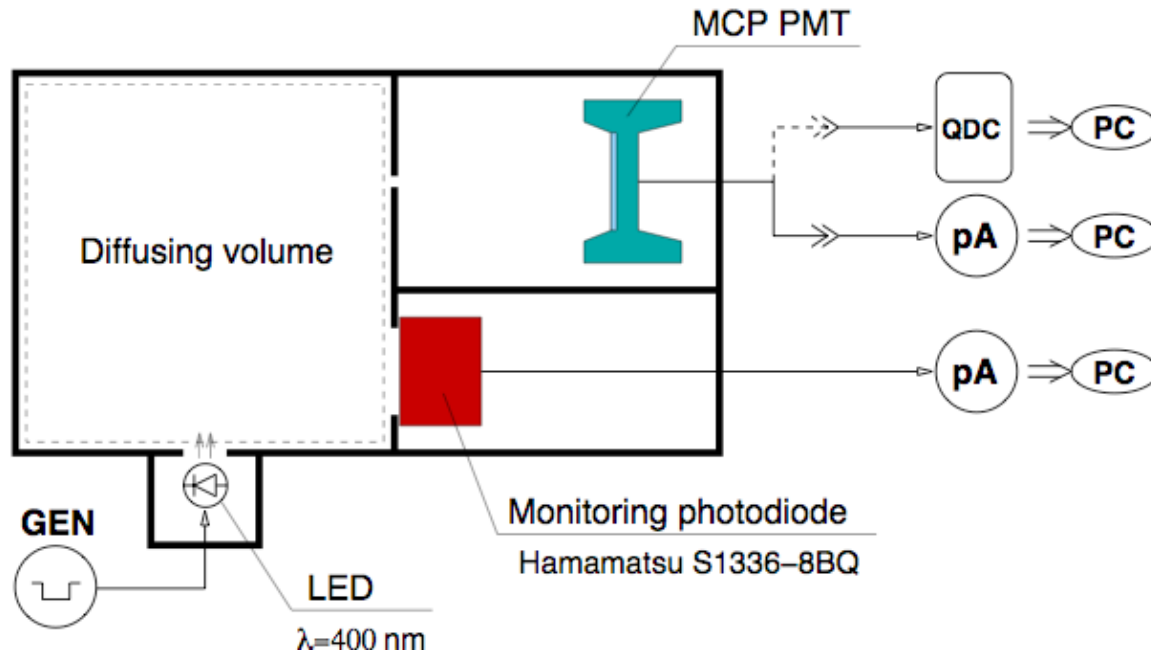 MCP PMT
QDC
PC
Diffusing volume
pA
PC
pA
PC
GEN
Monitoring photodiode
Hamamatsu S1336–8BQ
LED
λ=400 nm